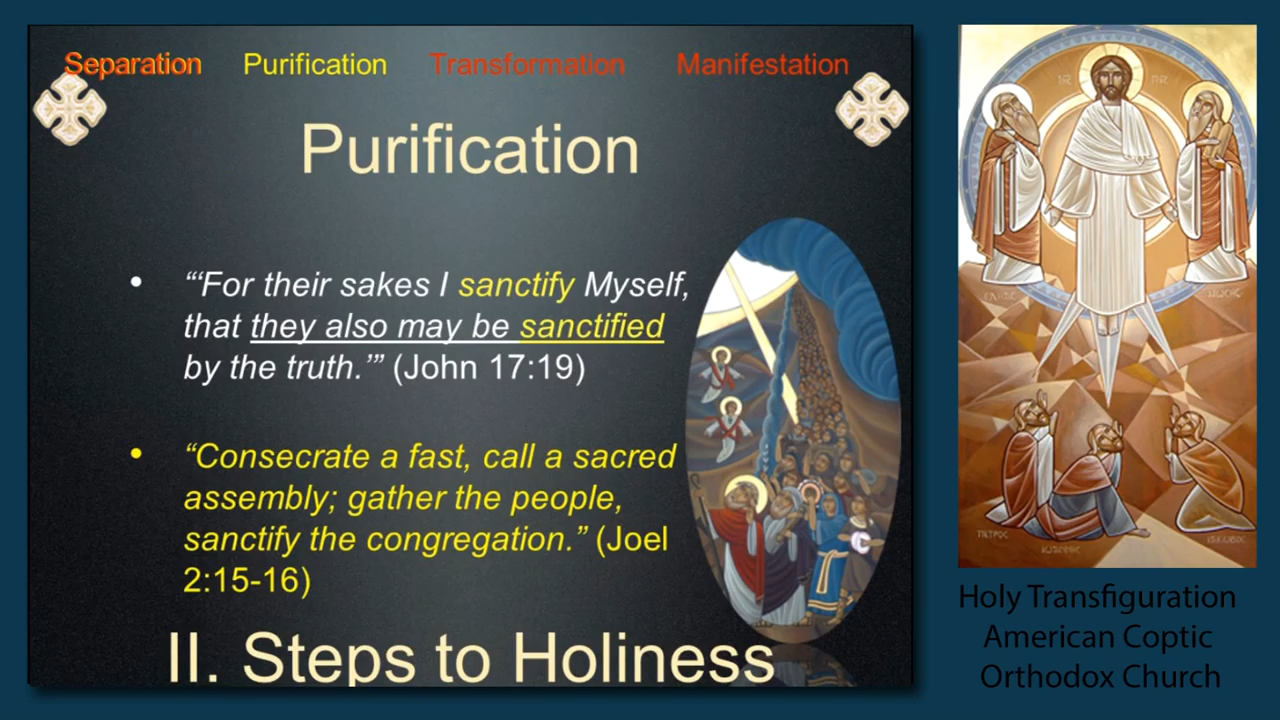 Separation Purification Transformation Manifestation
Purification
• “‘For their sakes I sanctify Myself,
that they also may be sanctified
by the truth.’” (John 17:19)
• “Consecrate a fast, call a sacred
assembly; gather the people,
sanctify the congregation.” (Joel
2:15-16)
II. Steps to Holiness
Holy Transfiguration
American Coptic
Orthodox Church